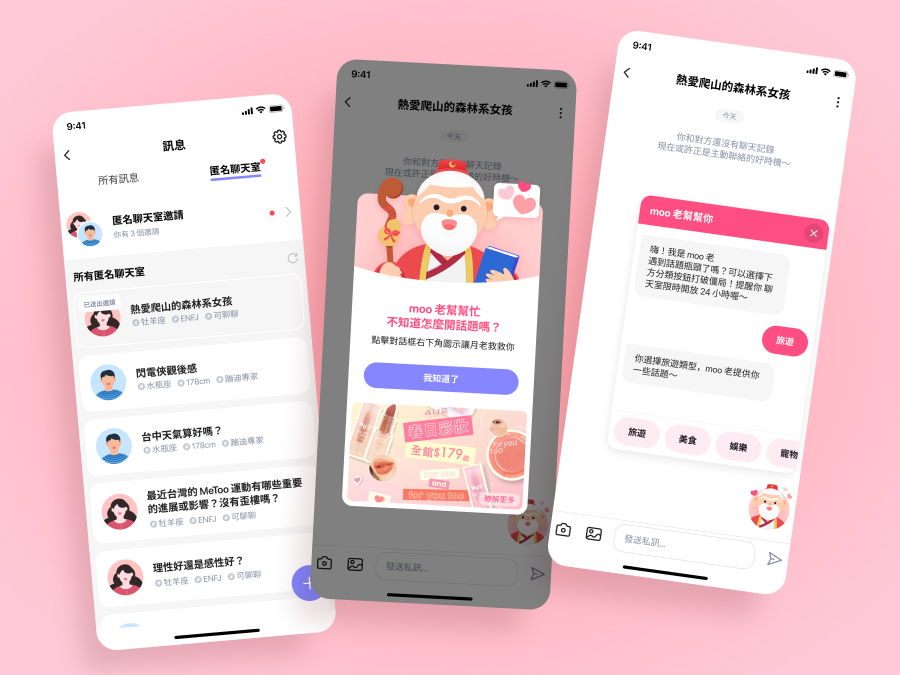 9:41
訊息
所有訊息
匿名聊天室
匿名聊天室邀請
你有 3 個邀請
所有匿名聊天室
已送出邀請
熱愛爬山的森林系女孩
牡羊座 ENFJ 可聊聊
閃電俠觀後感
水瓶座 178cm 蹦迪專家
台中天氣算好嗎？
水瓶座 178cm 蹦迪專家
最近台灣的 MeToo 運動有哪些重要
的進展或影響？沒有歪樓嗎？
牡羊座 ENFJ 可聊聊
理性好還是感性好？
牡羊座 ENFJ 可聊聊
9:41
熱愛爬山的森林系女孩
今天
你和對方
聊天記錄
現在或許正是
的好時機～
moo 老幫幫忙
不知道怎麼開話題嗎？
點擊對話框右下角圖示讓月老救救你
我知道了
春日彩妝
全館$179起
for you too
and
for you too
瞭解更多
發送私訊...
9:41
熱愛爬山的森林系女孩
今天
你和對方還沒有聊天記錄
現在或許正是主動聯絡的好時機～
moo 老幫幫你
嗨！我是 moo 老
遇到話題瓶頸了嗎？可以選擇下
方分類按鈕打破僵局！提醒你 聊
天室限時開放 24 小時喔～
旅遊
你選擇旅遊類型，moo 老提供你
一些話題～
旅遊
美食
娛樂
寵物
發送私訊...